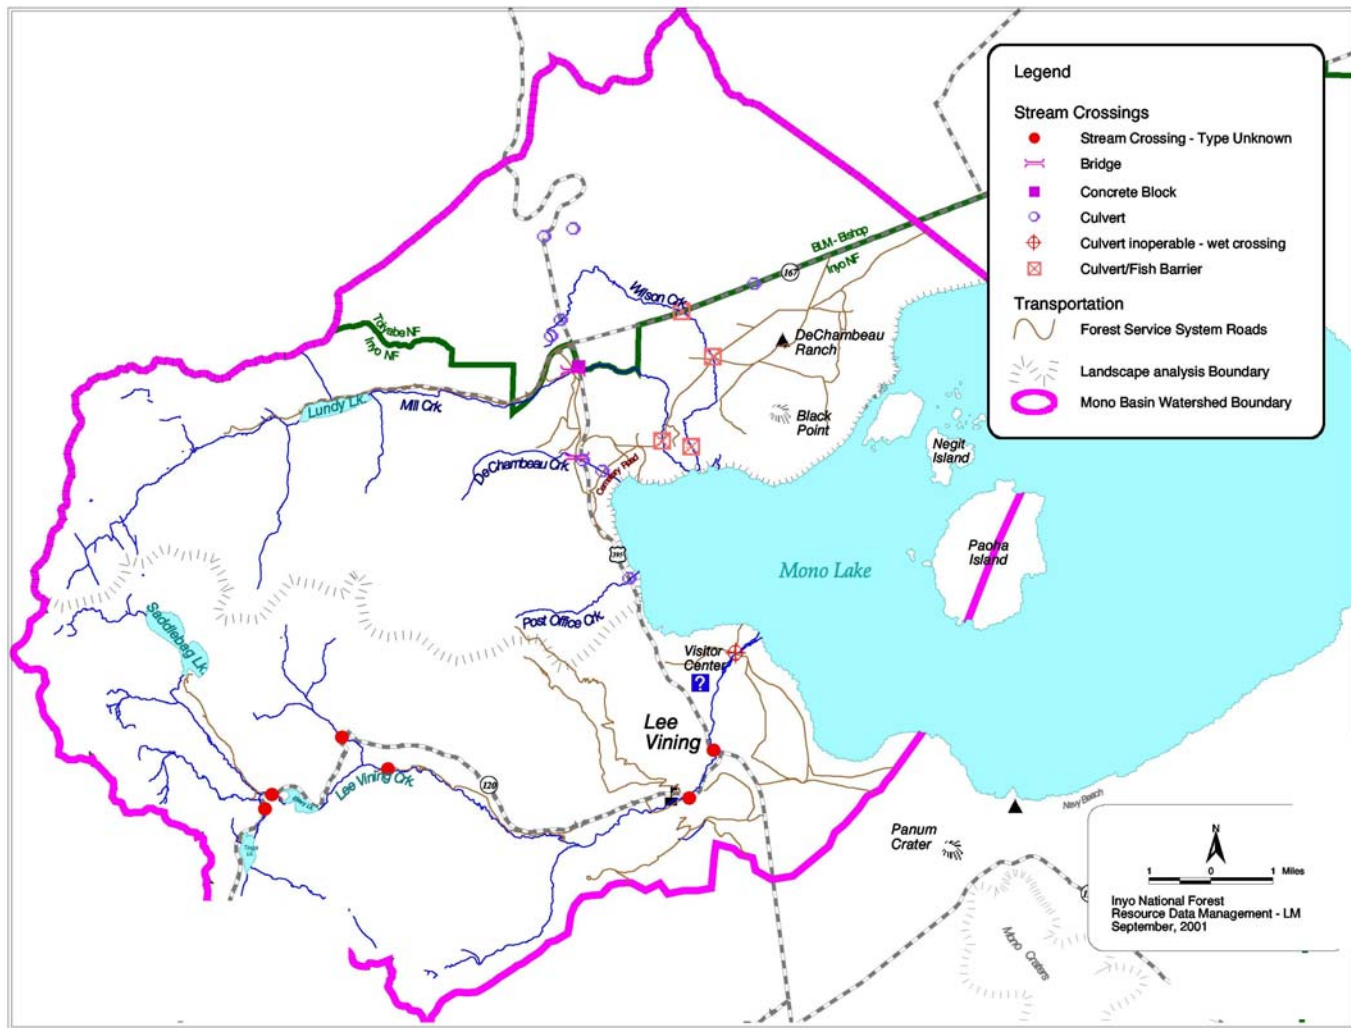 Legend
Stream Crossings
Stream Crossing - Type Unknown
Bridge
Concrete Block
Culvert
Culvert inoperable - wet crossing
Culvert/Fish Barrier
Transportation
Forest Service System Roads
Landscape analysis Boundary
Mono Basin Watershed Boundary
BLM - Bishop
Inyo NF
167
Wilson Crk.
Toiyabe NF
Inyo NF
DeChambeau
Ranch
Lundy Lk.
Mill Crk.
Black
Point
Negit
Island
DeChambeau Crk.
Cemetery Road
395
Paoha
Island
Mono Lake
Post Office Crk.
Saddlebag Lk.
Visitor
Center
?
Lee
Vining
Lee Vining Crk.
120
Tioga
Navy Beach
Panum
Crater
Mono Craters
N
1 0 1 Miles
Inyo National Forest
Resource Data Management - LM
September, 2001